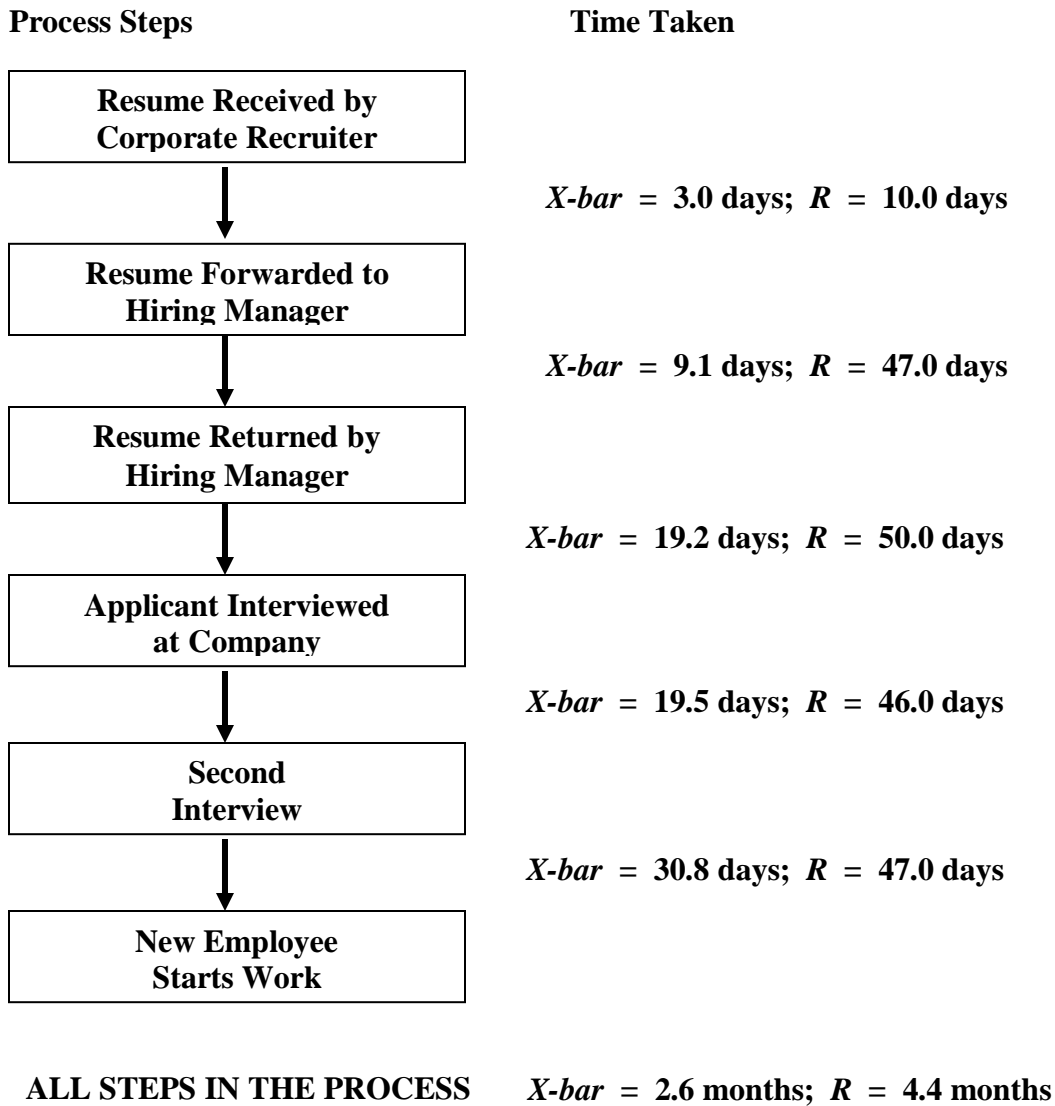 Process Steps Time Taken
Resume Received by
Corporate Recruiter
X-bar = 3.0 days; R = 10.0 days
Resume Forwarded to
Hiring Manager
X-bar = 9.1 days; R = 47.0 days
Resume Returned by
Hiring Manager
X-bar = 19.2 days; R = 50.0 days
Applicant Interviewed
at Company
X-bar = 19.5 days; R = 46.0 days
Second
Interview
X-bar = 30.8 days; R = 47.0 days
New Employee
Starts Work
ALL STEPS IN THE PROCESS X-bar = 2.6 months; R = 4.4 months